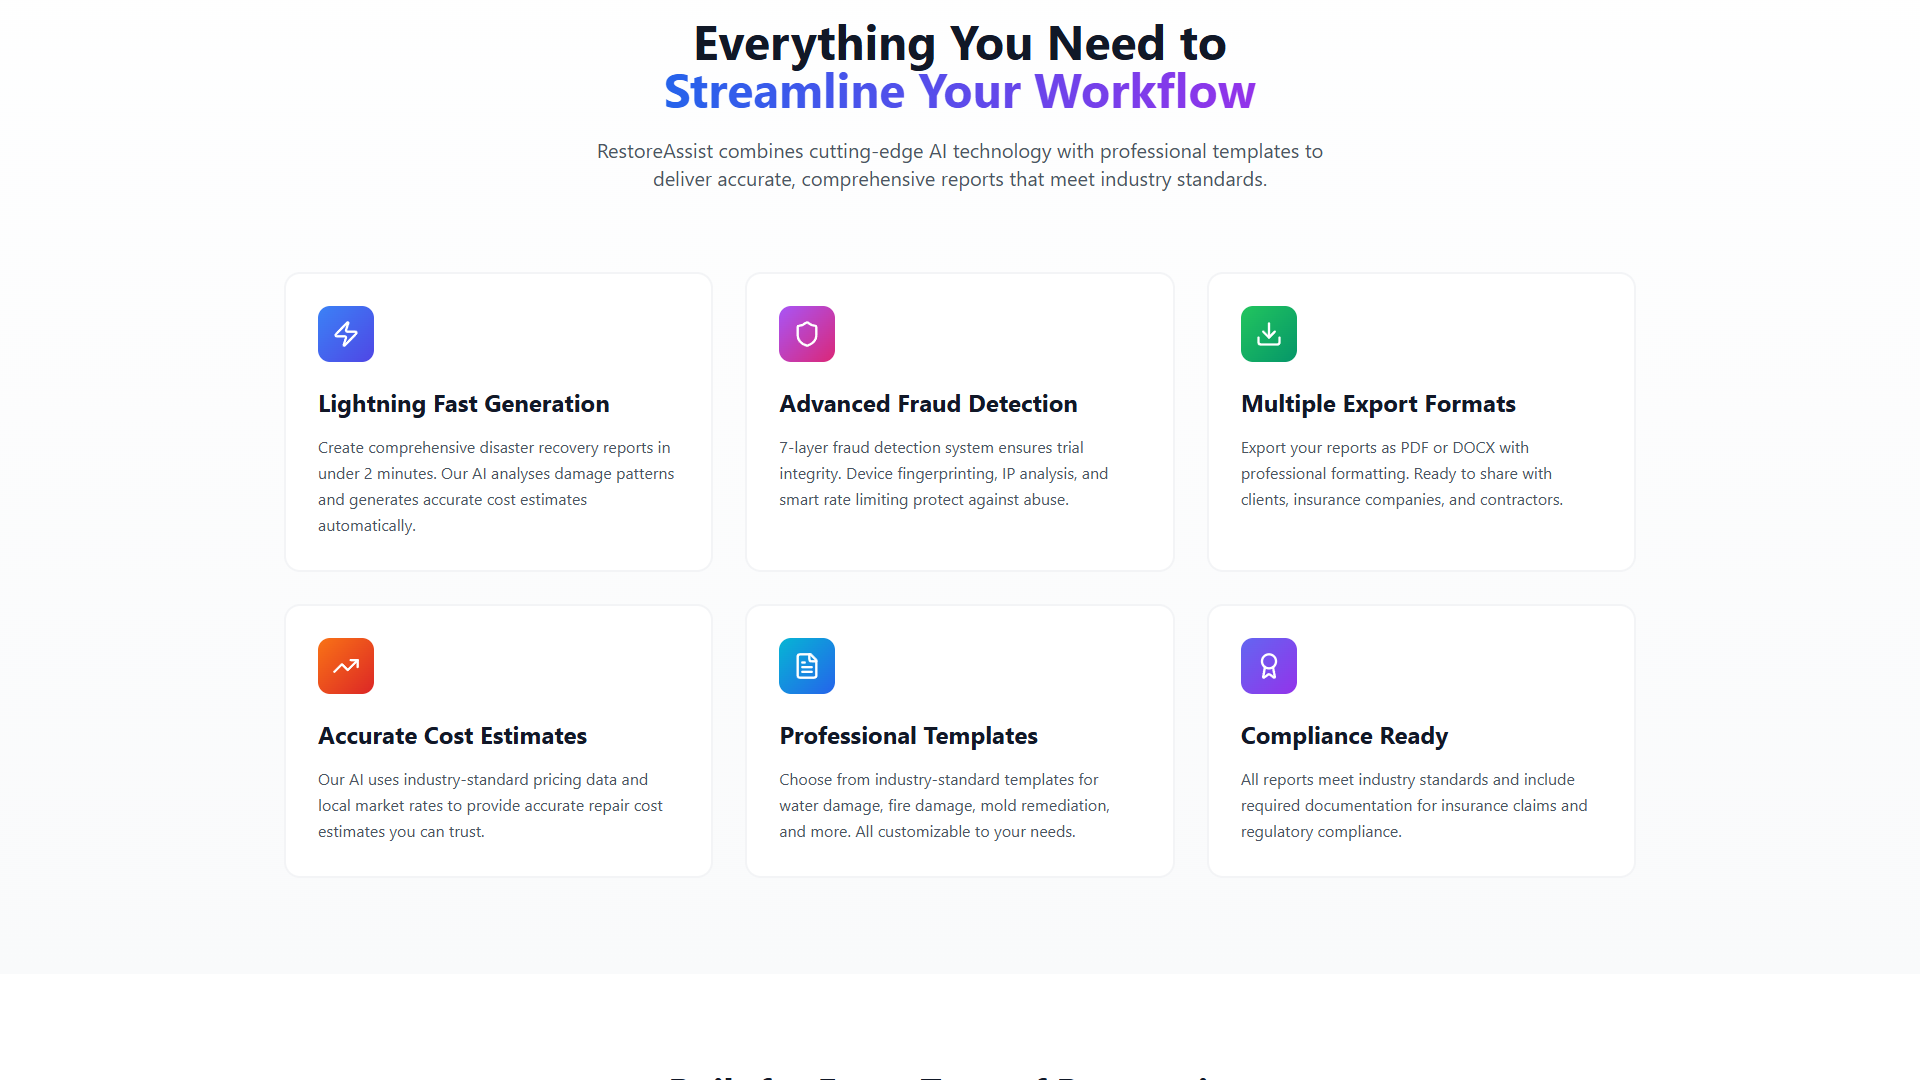 Everything You Need to
Streamline Your Workflow
RestoreAssist combines cutting-edge AI technology with professional templates to
deliver accurate, comprehensive reports that meet industry standards.
Lightning Fast Generation
Create comprehensive disaster recovery reports in
under 2 minutes. Our AI analyses damage patterns
and generates accurate cost estimates
automatically.
Advanced Fraud Detection
7-layer fraud detection system ensures trial
integrity. Device fingerprinting, IP analysis, and
smart rate limiting protect against abuse.
Multiple Export Formats
Export your reports as PDF or DOCX with
professional formatting. Ready to share with
clients, insurance companies, and contractors.
Accurate Cost Estimates
Our AI uses industry-standard pricing data and
local market rates to provide accurate repair cost
estimates you can trust.
Professional Templates
Choose from industry-standard templates for
water damage, fire damage, mold remediation,
and more. All customizable to your needs.
Compliance Ready
All reports meet industry standards and include
required documentation for insurance claims and
regulatory compliance.